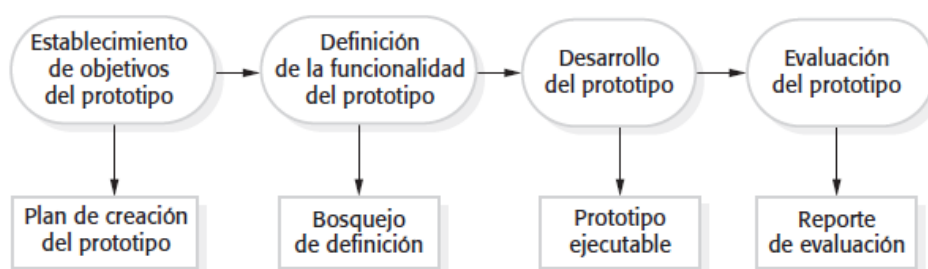 Establecimiento
de objetivos
del prototipo
Definición
de la funcionalidad
del prototipo
Desarrollo
del prototipo
Evaluación
del prototipo
Plan de creación
del prototipo
Bosquejo
de definición
Prototipo
ejecutable
Reporte
de evaluación